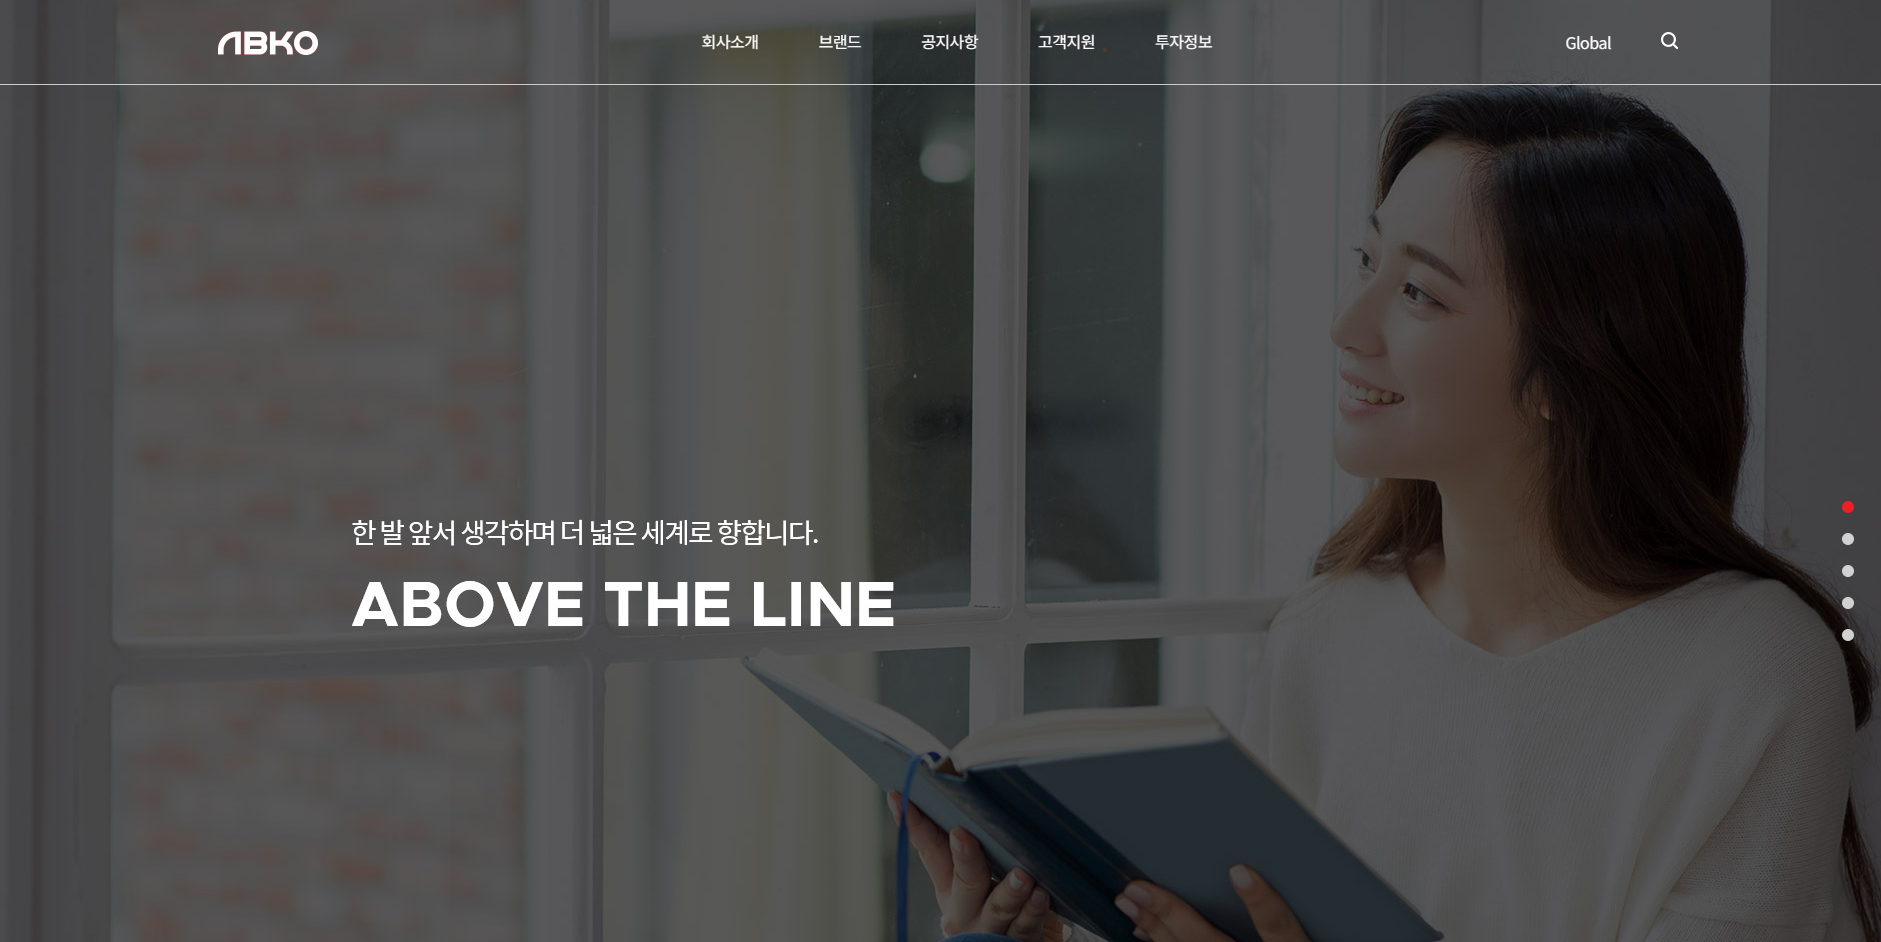 ABKO
회사소개
브랜드
공지사항
고객지원
투자정보
Global
한 발 앞서 생각하며 더 넓은 세계로 향합니다.
ABOVE THE LINE